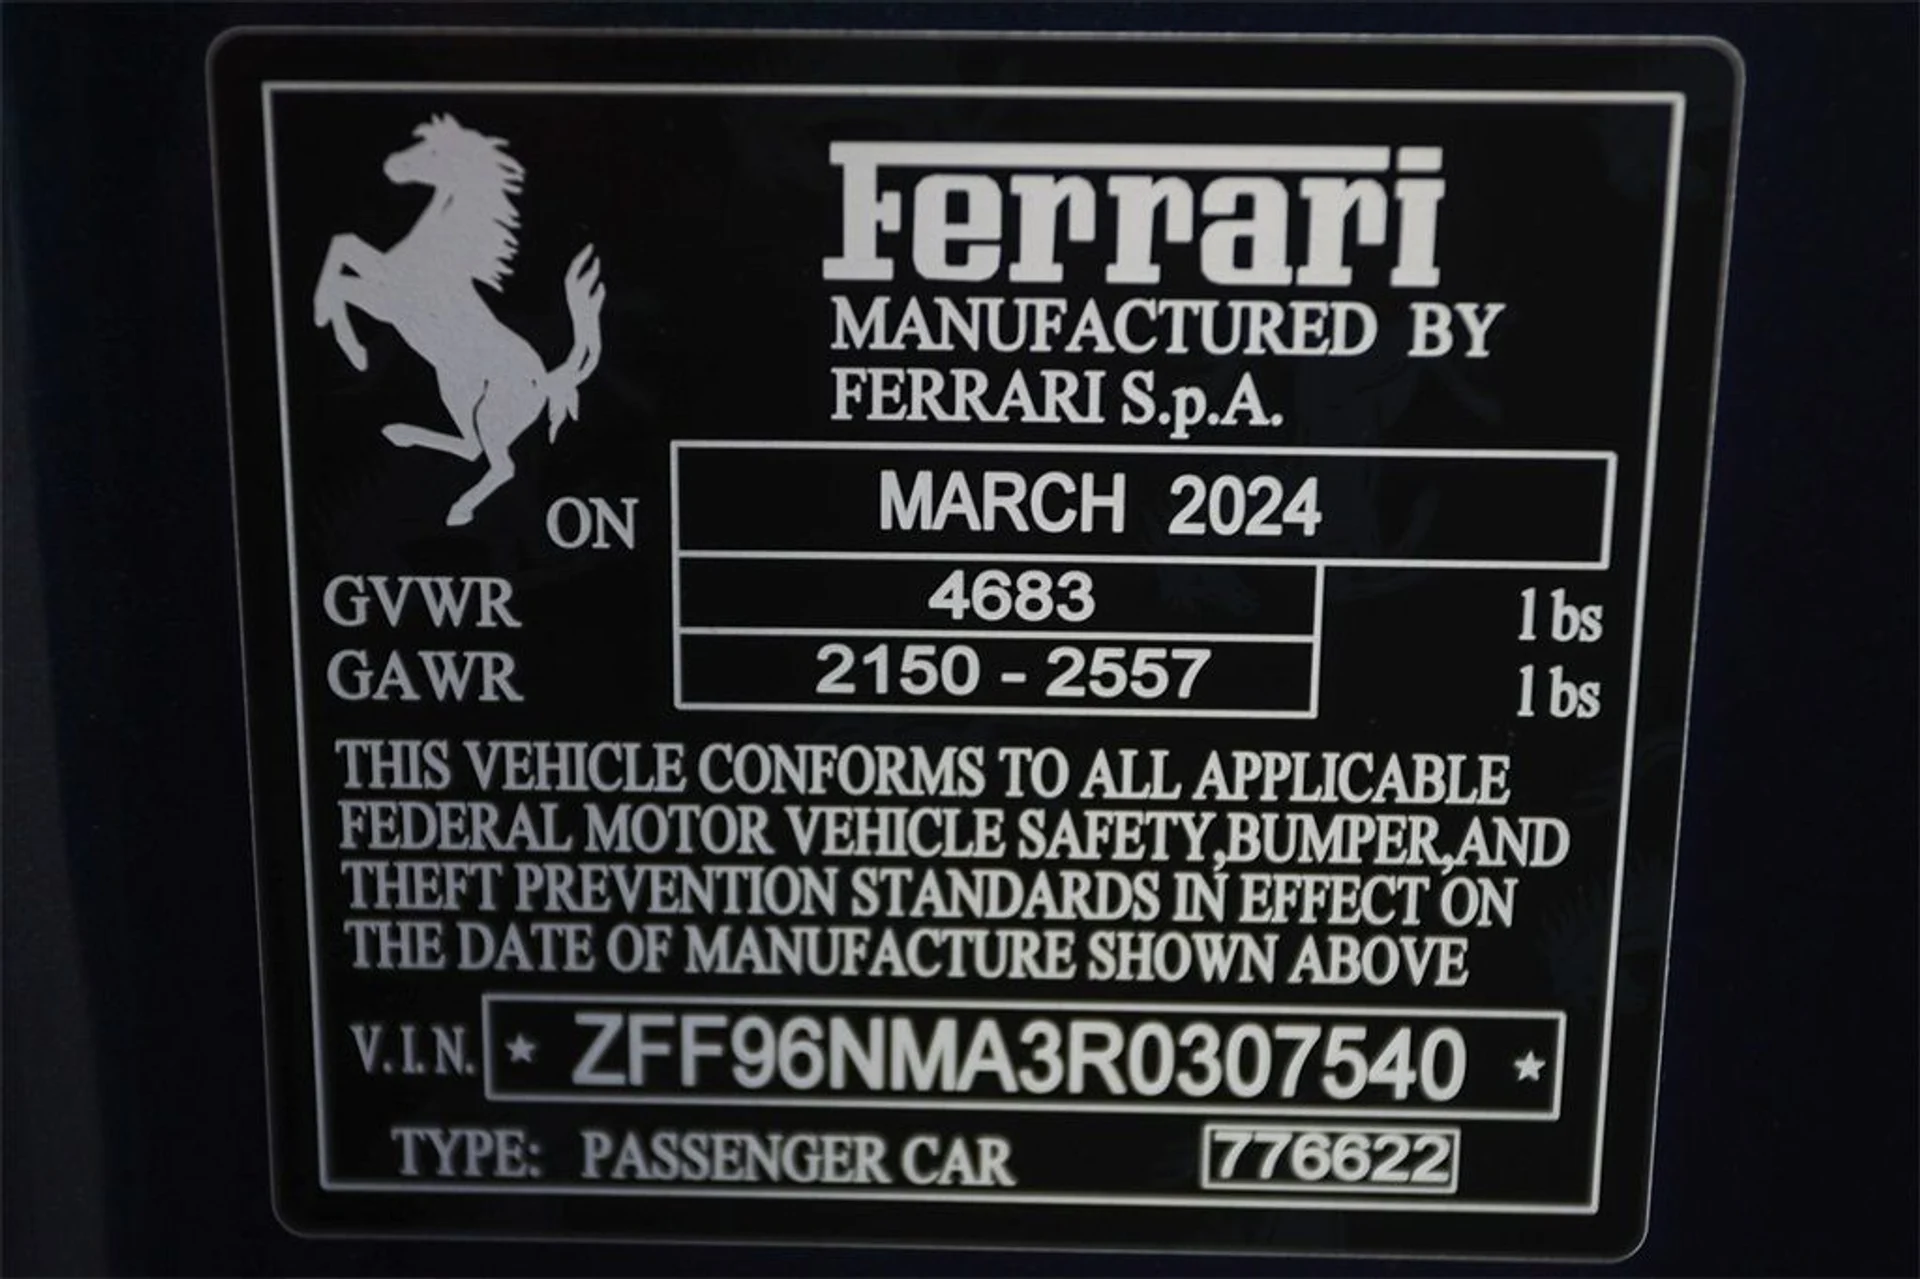 Ferrari
MANUFACTURED BY
FERRARI S.p.A.
ON MARCH 2024
GVWR 4683 lbs
GAWR 2150 - 2557 lbs
THIS VEHICLE CONFORMS TO ALL APPLICABLE
FEDERAL MOTOR VEHICLE SAFETY,BUMPER,AND
THEFT PREVENTION STANDARDS IN EFFECT ON
THE DATE OF MANUFACTURE SHOWN ABOVE
V.I.N. ★ ZFF96NMA3R0307540 ★
TYPE: PASSENGER CAR 776622